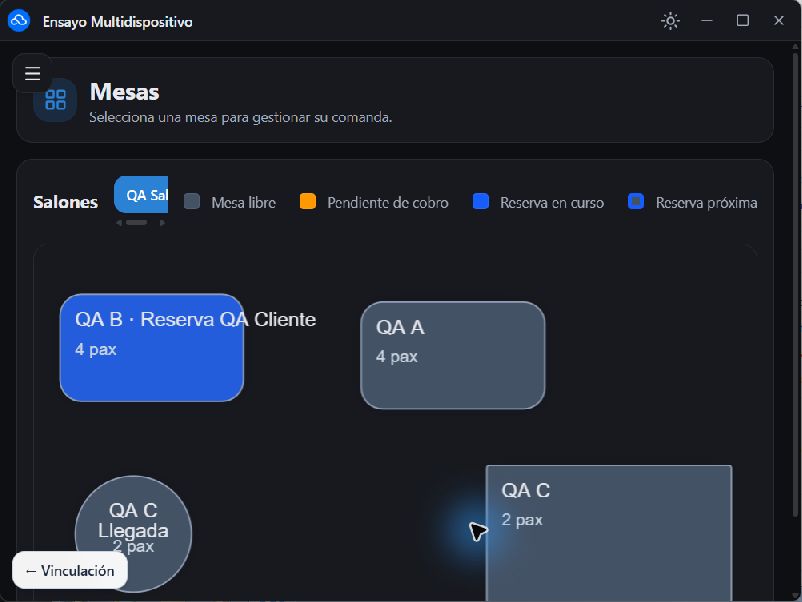 Ensayo Multidispositivo
Mesas
Selecciona una mesa para gestionar su comanda.
Salones
QA Sal
Mesa libre
Pendiente de cobro
Reserva en curso
Reserva próxima
QA B · Reserva QA Cliente
4 pax
QA A
4 pax
QA C
Llegada
2 pax
QA C
2 pax
← Vinculación